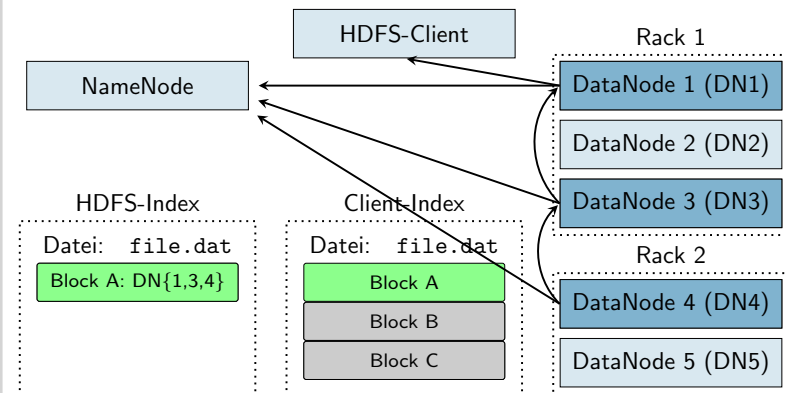 HDFS-Client
NameNode
Rack 1
DataNode 1 (DN1)
DataNode 2 (DN2)
DataNode 3 (DN3)
Rack 2
DataNode 4 (DN4)
DataNode 5 (DN5)
HDFS-Index
Datei: file.dat
Block A: DN{1,3,4}
Client-Index
Datei: file.dat
Block A
Block B
Block C